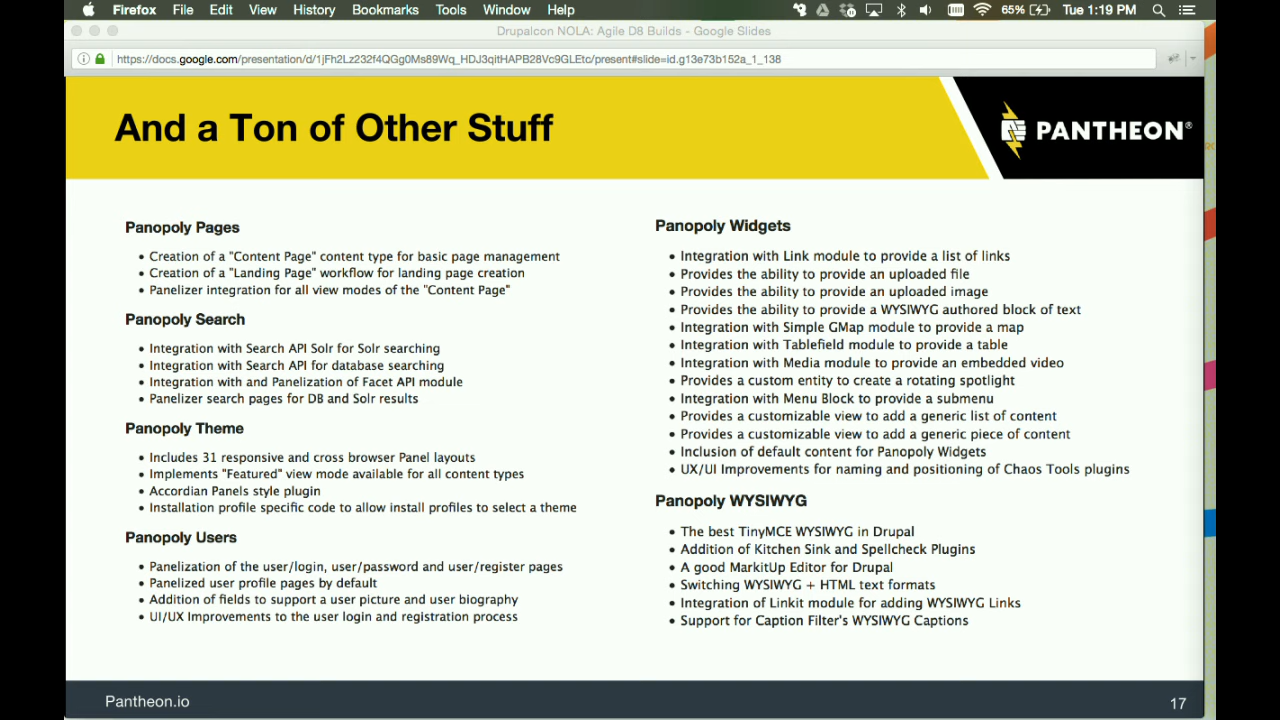 Firefox File Edit View History Bookmarks Tools Window Help 65% Tue 1:19 PM
Drupalcon NOLA: Agile D8 Builds - Google Slides
https://docs.google.com/presentation/d/1jFh2Lz232f4QGg0Ms89Wq_HDJ3qitHAPB28Vc9GLEtc/present#slide=id.g13e73b152a_1_138
And a Ton of Other Stuff
PANTHEON®
Panopoly Pages
• Creation of a "Content Page" content type for basic page management
• Creation of a "Landing Page" workflow for landing page creation
• Panelizer integration for all view modes of the "Content Page"
Panopoly Search
• Integration with Search API Solr for Solr searching
• Integration with Search API for database searching
• Integration with and Panelization of Facet API module
• Panelizer search pages for DB and Solr results
Panopoly Theme
• Includes 31 responsive and cross browser Panel layouts
• Implements "Featured" view mode available for all content types
• Accordian Panels style plugin
• Installation profile specific code to allow install profiles to select a theme
Panopoly Users
• Panelization of the user/login, user/password and user/register pages
• Panelized user profile pages by default
• Addition of fields to support a user picture and user biography
• UI/UX Improvements to the user login and registration process
Panopoly Widgets
• Integration with Link module to provide a list of links
• Provides the ability to provide an uploaded file
• Provides the ability to provide an uploaded image
• Provides the ability to provide a WYSIWYG authored block of text
• Integration with Simple GMap module to provide a map
• Integration with Tablefield module to provide a table
• Integration with Media module to provide an embedded video
• Provides a custom entity to create a rotating spotlight
• Integration with Menu Block to provide a submenu
• Provides a customizable view to add a generic list of content
• Provides a customizable view to add a generic piece of content
• Inclusion of default content for Panopoly Widgets
• UX/UI Improvements for naming and positioning of Chaos Tools plugins
Panopoly WYSIWYG
• The best TinyMCE WYSIWYG in Drupal
• Addition of Kitchen Sink and Spellcheck Plugins
• A good MarkitUp Editor for Drupal
• Switching WYSIWYG + HTML text formats
• Integration of Linkit module for adding WYSIWYG Links
• Support for Caption Filter's WYSIWYG Captions
Pantheon.io
17